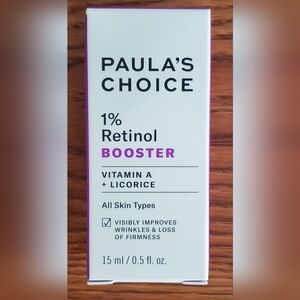 PAULA'S
CHOICE
1%
Retinol
BOOSTER
VITAMIN A
+ LICORICE
All Skin Types
VISIBLY IMPROVES
WRINKLES & LOSS
OF FIRMNESS
15 ml / 0.5 fl. oz.